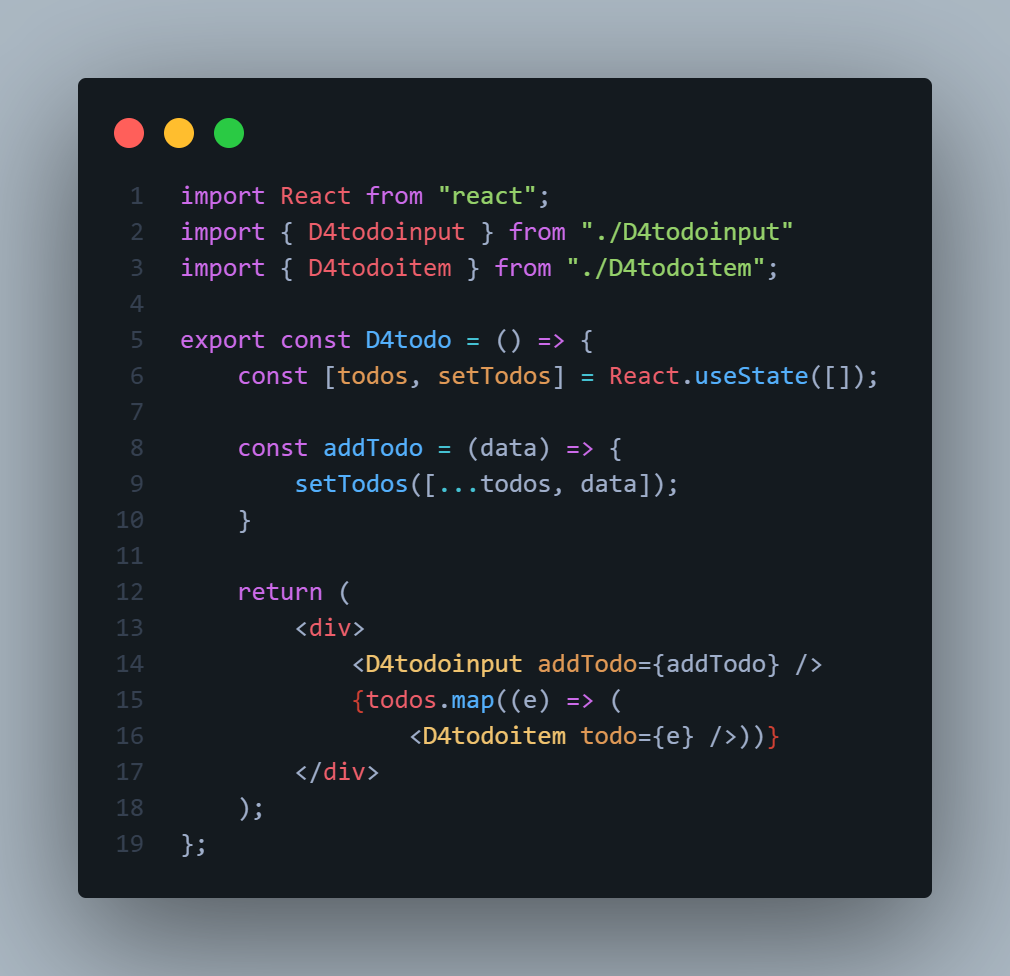 1 import React from "react";
2 import { D4todoinput } from "./D4todoinput"
3 import { D4todoitem } from "./D4todoitem";
4
5 export const D4todo = () => {
6     const [todos, setTodos] = React.useState([]);
7
8     const addTodo = (data) => {
9         setTodos([...todos, data]);
10     }
11
12     return (
13         <div>
14             <D4todoinput addTodo={addTodo} />
15             {todos.map((e) => (
16                 <D4todoitem todo={e} />))}
17         </div>
18     );
19 };